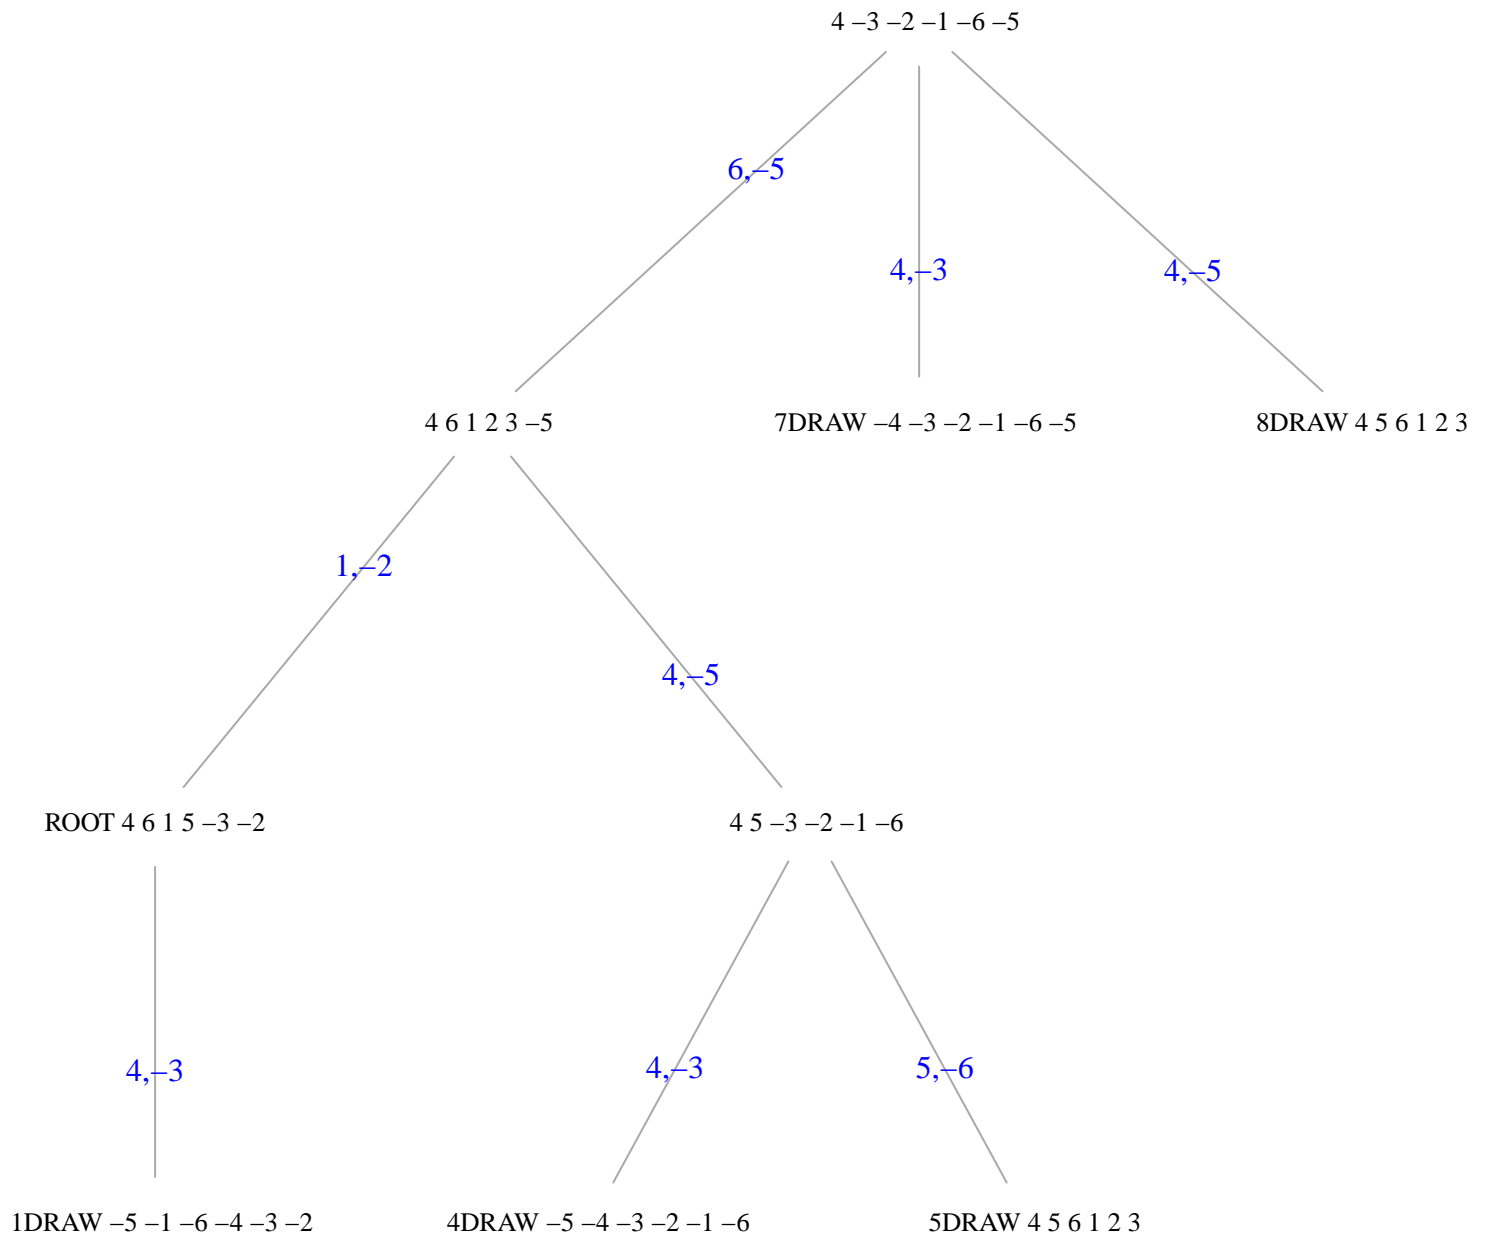 4 –3 –2 –1 –6 –5
6,–5
4,–3
4,–5
4 6 1 2 3 –5
7DRAW –4 –3 –2 –1 –6 –5
8DRAW 4 5 6 1 2 3
1,–2
4,–5
ROOT 4 6 1 5 –3 –2
4 5 –3 –2 –1 –6
4,–3
4,–3
5,–6
1DRAW –5 –1 –6 –4 –3 –2
4DRAW –5 –4 –3 –2 –1 –6
5DRAW 4 5 6 1 2 3